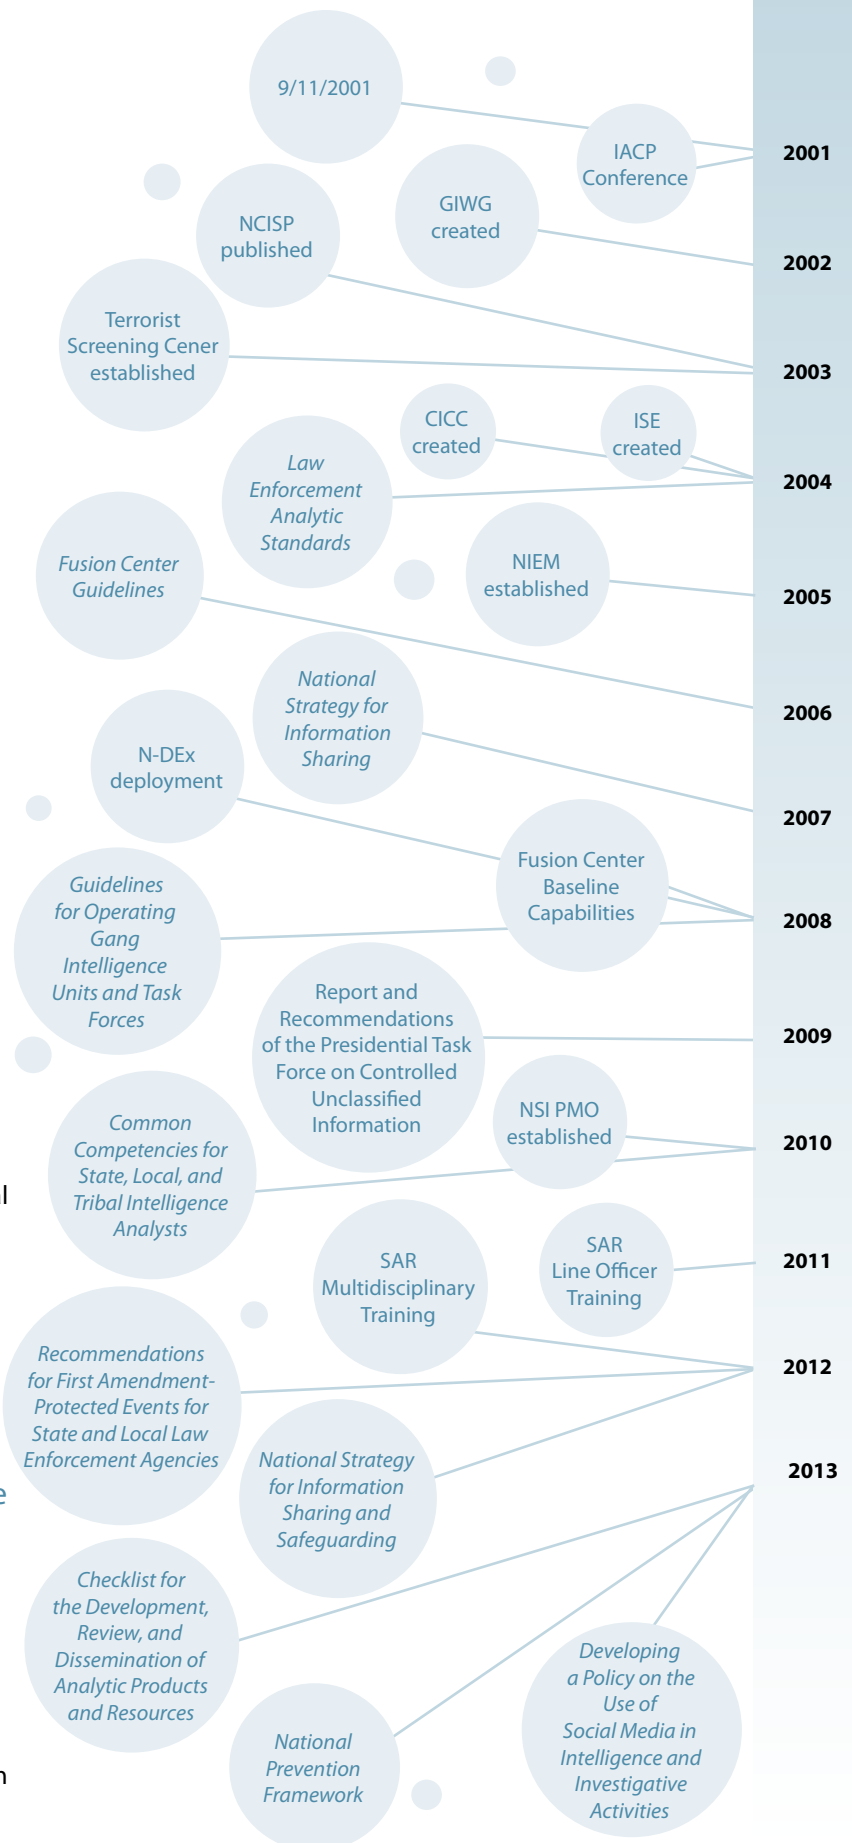 9/11/2001
IACP
Conference
2001
GIWG
created
2002
NCISP
published
Terrorist
Screening Cener
established
2003
CICC
created
ISE
created
Law
Enforcement
Analytic
Standards
2004
NIEM
established
2005
Fusion Center
Guidelines
2006
National
Strategy for
Information
Sharing
2007
N-DEx
deployment
Fusion Center
Baseline
Capabilities
Guidelines
for Operating
Gang
Intelligence
Units and Task
Forces
2008
Report and
Recommendations
of the Presidential Task
Force on Controlled
Unclassified
Information
2009
NSI PMO
established
Common
Competencies for
State, Local, and
Tribal Intelligence
Analysts
2010
SAR
Line Officer
Training
2011
SAR
Multidisciplinary
Training
Recommendations
for First Amendment-
Protected Events for
State and Local Law
Enforcement Agencies
National Strategy
for Information
Sharing and
Safeguarding
2012
2013
Checklist for
the Development,
Review, and
Dissemination of
Analytic Products
and Resources
National
Prevention
Framework
Developing
a Policy on the
Use of
Social Media in
Intelligence and
Investigative
Activities